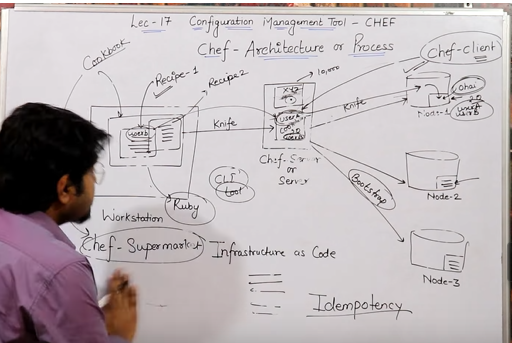 Lec-17 Configuration Management Tool - CHEF
Chef-Architecture or Process
Cookbook
Recipe-1
Recipe2
10,000
Chef-client
XYZ
userb
userb
Knife
Knife
ohai
Node-1
Chef-Server
or
Server
CLI
tool
Bootstrap
Node-2
Node-3
Workstation
Ruby
Chef-Supermarket
Infrastructure as Code
Idempotency